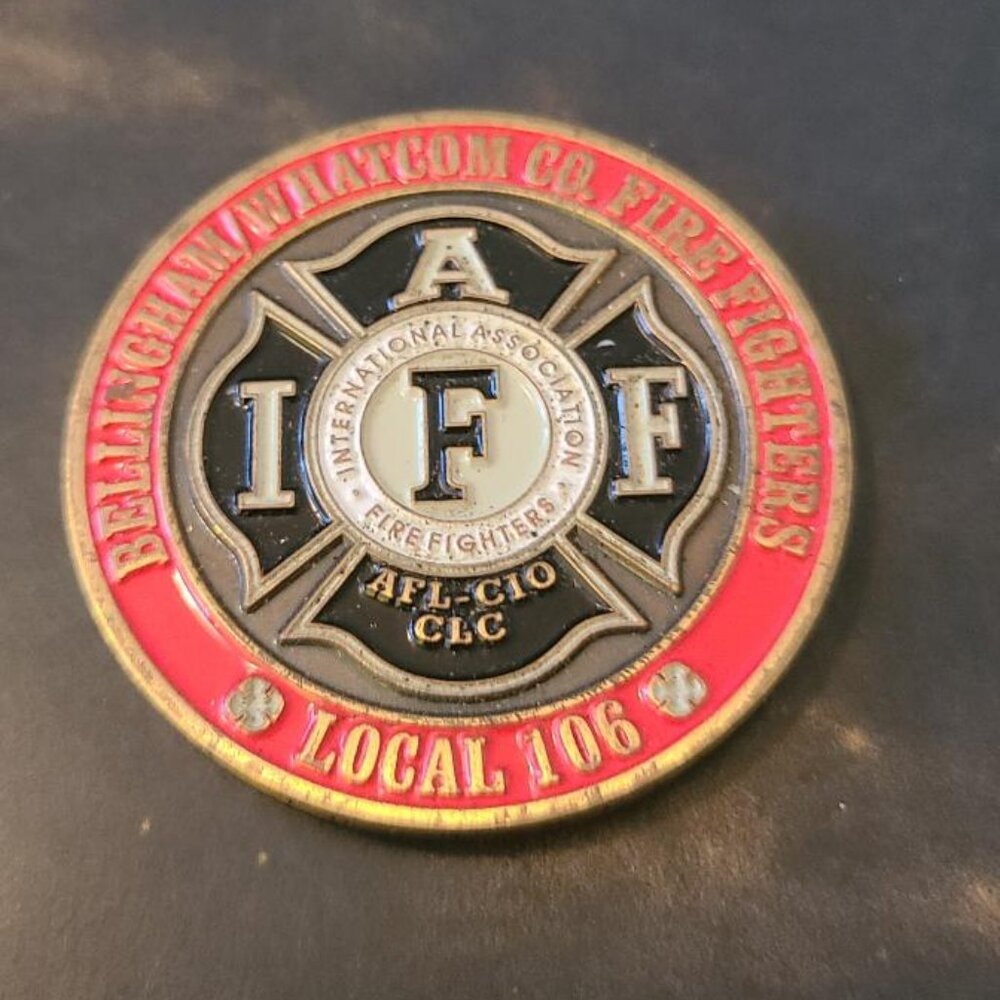 BELLINGHAM/WHATCOM CO. FIRE FIGHTERS
A
INTERNATIONAL ASSOCIATION
I F F
FIRE FIGHTERS
AFL-CIO
CLC
LOCAL 106